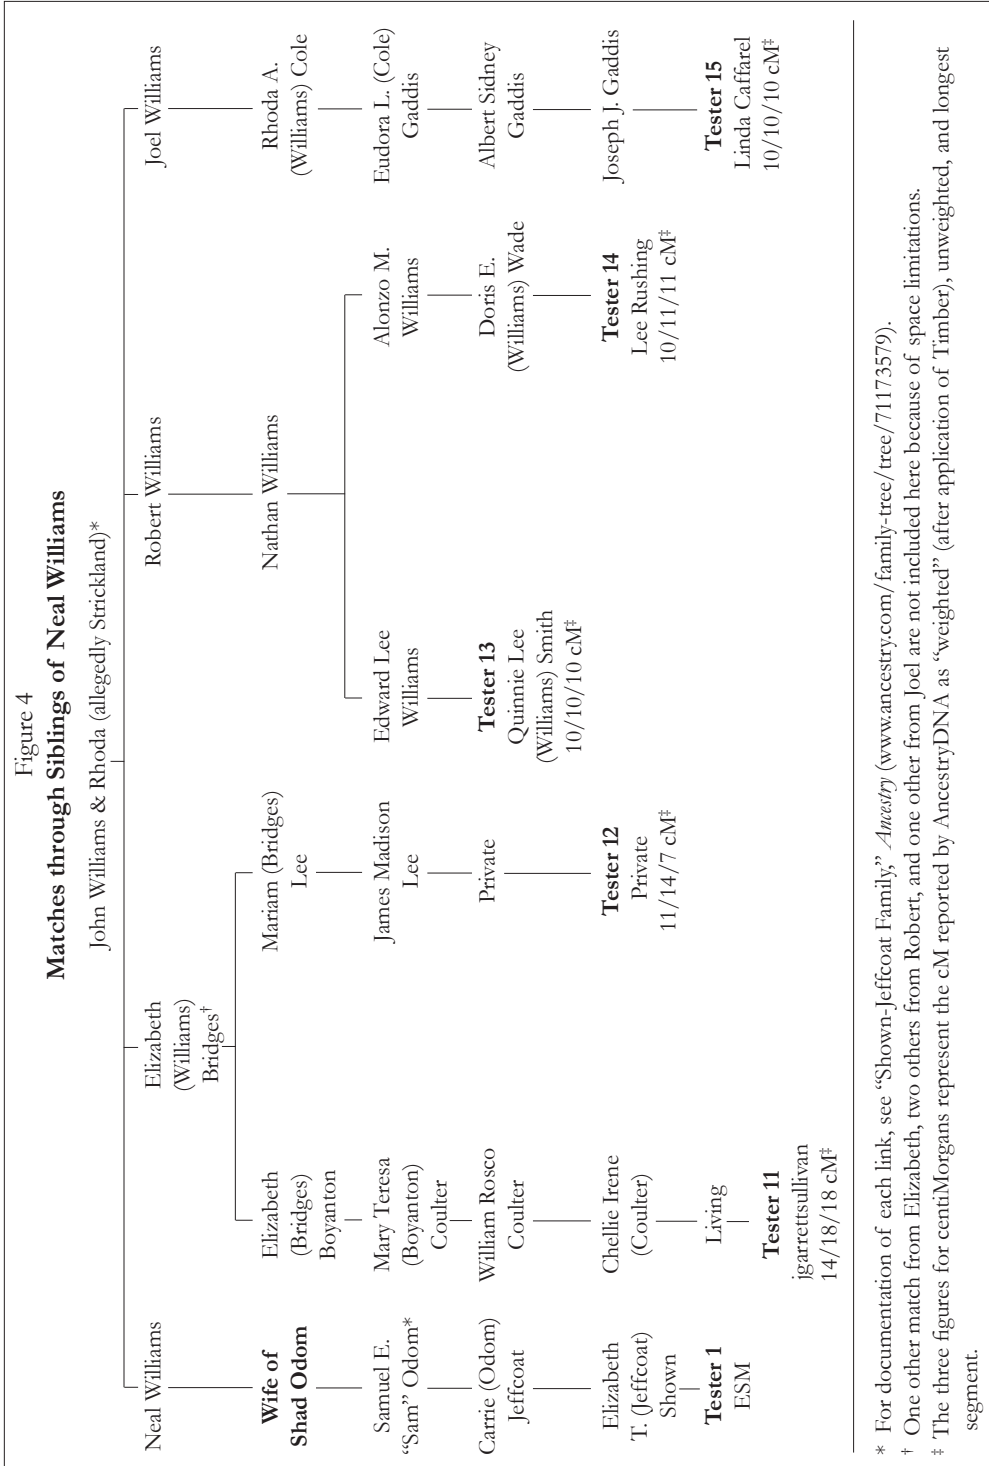 Figure 4
Matches through Siblings of Neal Williams
John Williams & Rhoda (allegedly Strickland)*
Neal Williams
Wife of
Shad Odom
Samuel E.
“Sam” Odom*
Carrie (Odom)
Jeffcoat
Elizabeth
T. (Jeffcoat)
Shown
Tester 1
ESM
Elizabeth
(Williams)
Bridges†
Elizabeth
(Bridges)
Boyanton
Mary Teresa
(Boyanton)
Coulter
William Rosco
Coulter
Chellie Irene
(Coulter)
Living
Tester 11
jgarrettsullivan
14/18/18 cM‡
Mariam (Bridges)
Lee
James Madison
Lee
Private
Tester 12
Private
11/14/7 cM‡
Robert Williams
Nathan Williams
Edward Lee
Williams
Tester 13
Quinnie Lee
(Williams) Smith
10/10/10 cM‡
Alonzo M.
Williams
Doris E.
(Williams) Wade
Tester 14
Lee Rushing
10/11/11 cM‡
Joel Williams
Rhoda A.
(Williams) Cole
Eudora L. (Cole)
Gaddis
Albert Sidney
Gaddis
Joseph J. Gaddis
Tester 15
Linda Caffarel
10/10/10 cM‡
* For documentation of each link, see “Shown-Jeffcoat Family,” Ancestry (www.ancestry.com/family-tree/tree/71173579).
† One other match from Elizabeth, two others from Robert, and one other from Joel are not included here because of space limitations.
‡ The three figures for centiMorgans represent the cM reported by AncestryDNA as “weighted” (after application of Timber), unweighted, and longest
segment.